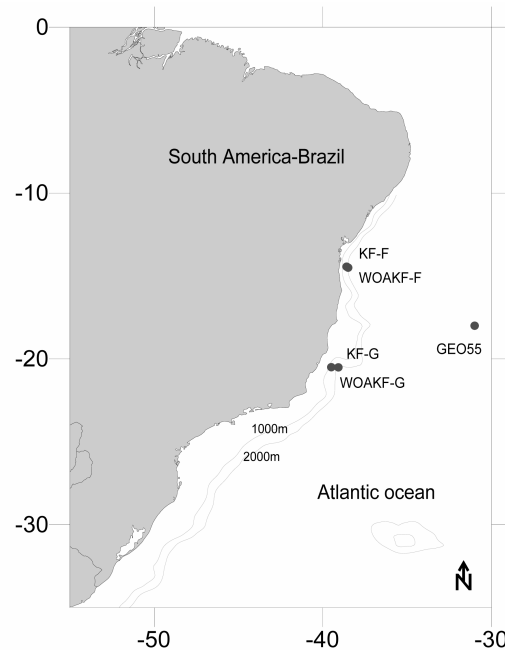 0
South America-Brazil
-10
KF-F
WOAKF-F
GEO55
KF-G
-20
WOAKF-G
1000m
2000m
Atlantic ocean
-30
N
-50
-40
-30